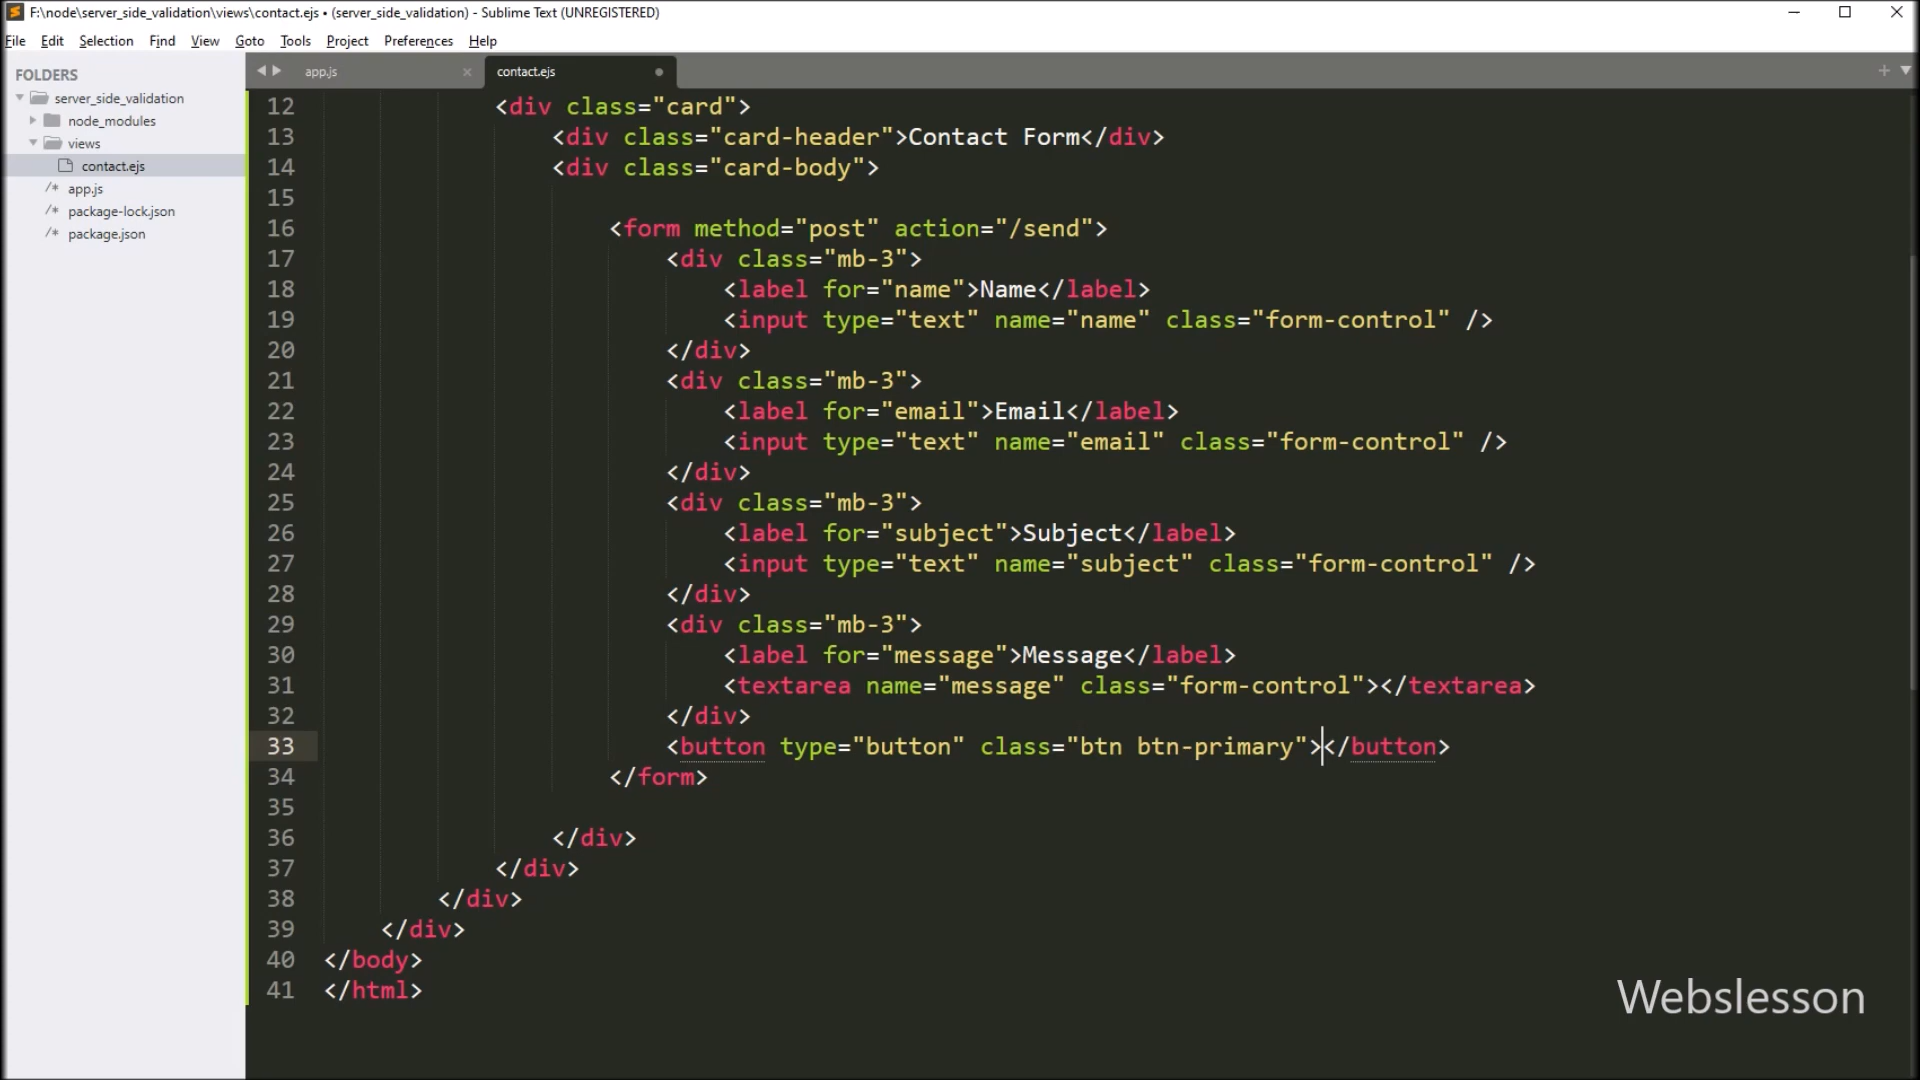 F:\node\server_side_validation\views\contact.ejs • (server_side_validation) - Sublime Text (UNREGISTERED)
File Edit Selection Find View Goto Tools Project Preferences Help
FOLDERS
server_side_validation
node_modules
views
contact.ejs
/* app.js
/* package-lock.json
/* package.json
app.js × contact.ejs
12 <div class="card">
13 <div class="card-header">Contact Form</div>
14 <div class="card-body">
15
16 <form method="post" action="/send">
17 <div class="mb-3">
18 <label for="name">Name</label>
19 <input type="text" name="name" class="form-control" />
20 </div>
21 <div class="mb-3">
22 <label for="email">Email</label>
23 <input type="text" name="email" class="form-control" />
24 </div>
25 <div class="mb-3">
26 <label for="subject">Subject</label>
27 <input type="text" name="subject" class="form-control" />
28 </div>
29 <div class="mb-3">
30 <label for="message">Message</label>
31 <textarea name="message" class="form-control"></textarea>
32 </div>
33 <button type="button" class="btn btn-primary"></button>
34 </form>
35
36 </div>
37 </div>
38 </div>
39 </div>
40 </body>
41 </html>
Webslesson